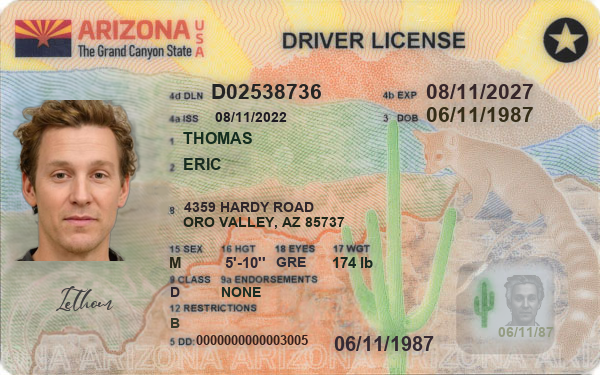 ARIZONA USA
The Grand Canyon State
DRIVER LICENSE
4d DLN D02538736
4b EXP 08/11/2027
4a ISS 08/11/2022
3 DOB 06/11/1987
1 THOMAS
2 ERIC
8 4359 HARDY ROAD
ORO VALLEY, AZ 85737
15 SEX 16 HGT 18 EYES 17 WGT
M 5'-10" GRE 174 lb
9 CLASS 9a ENDORSEMENTS
D NONE
12 RESTRICTIONS
B
5 DD: 0000000000003005
06/11/1987
06/11/87
ARIZONA ARIZONA ARIZONA ARIZONA